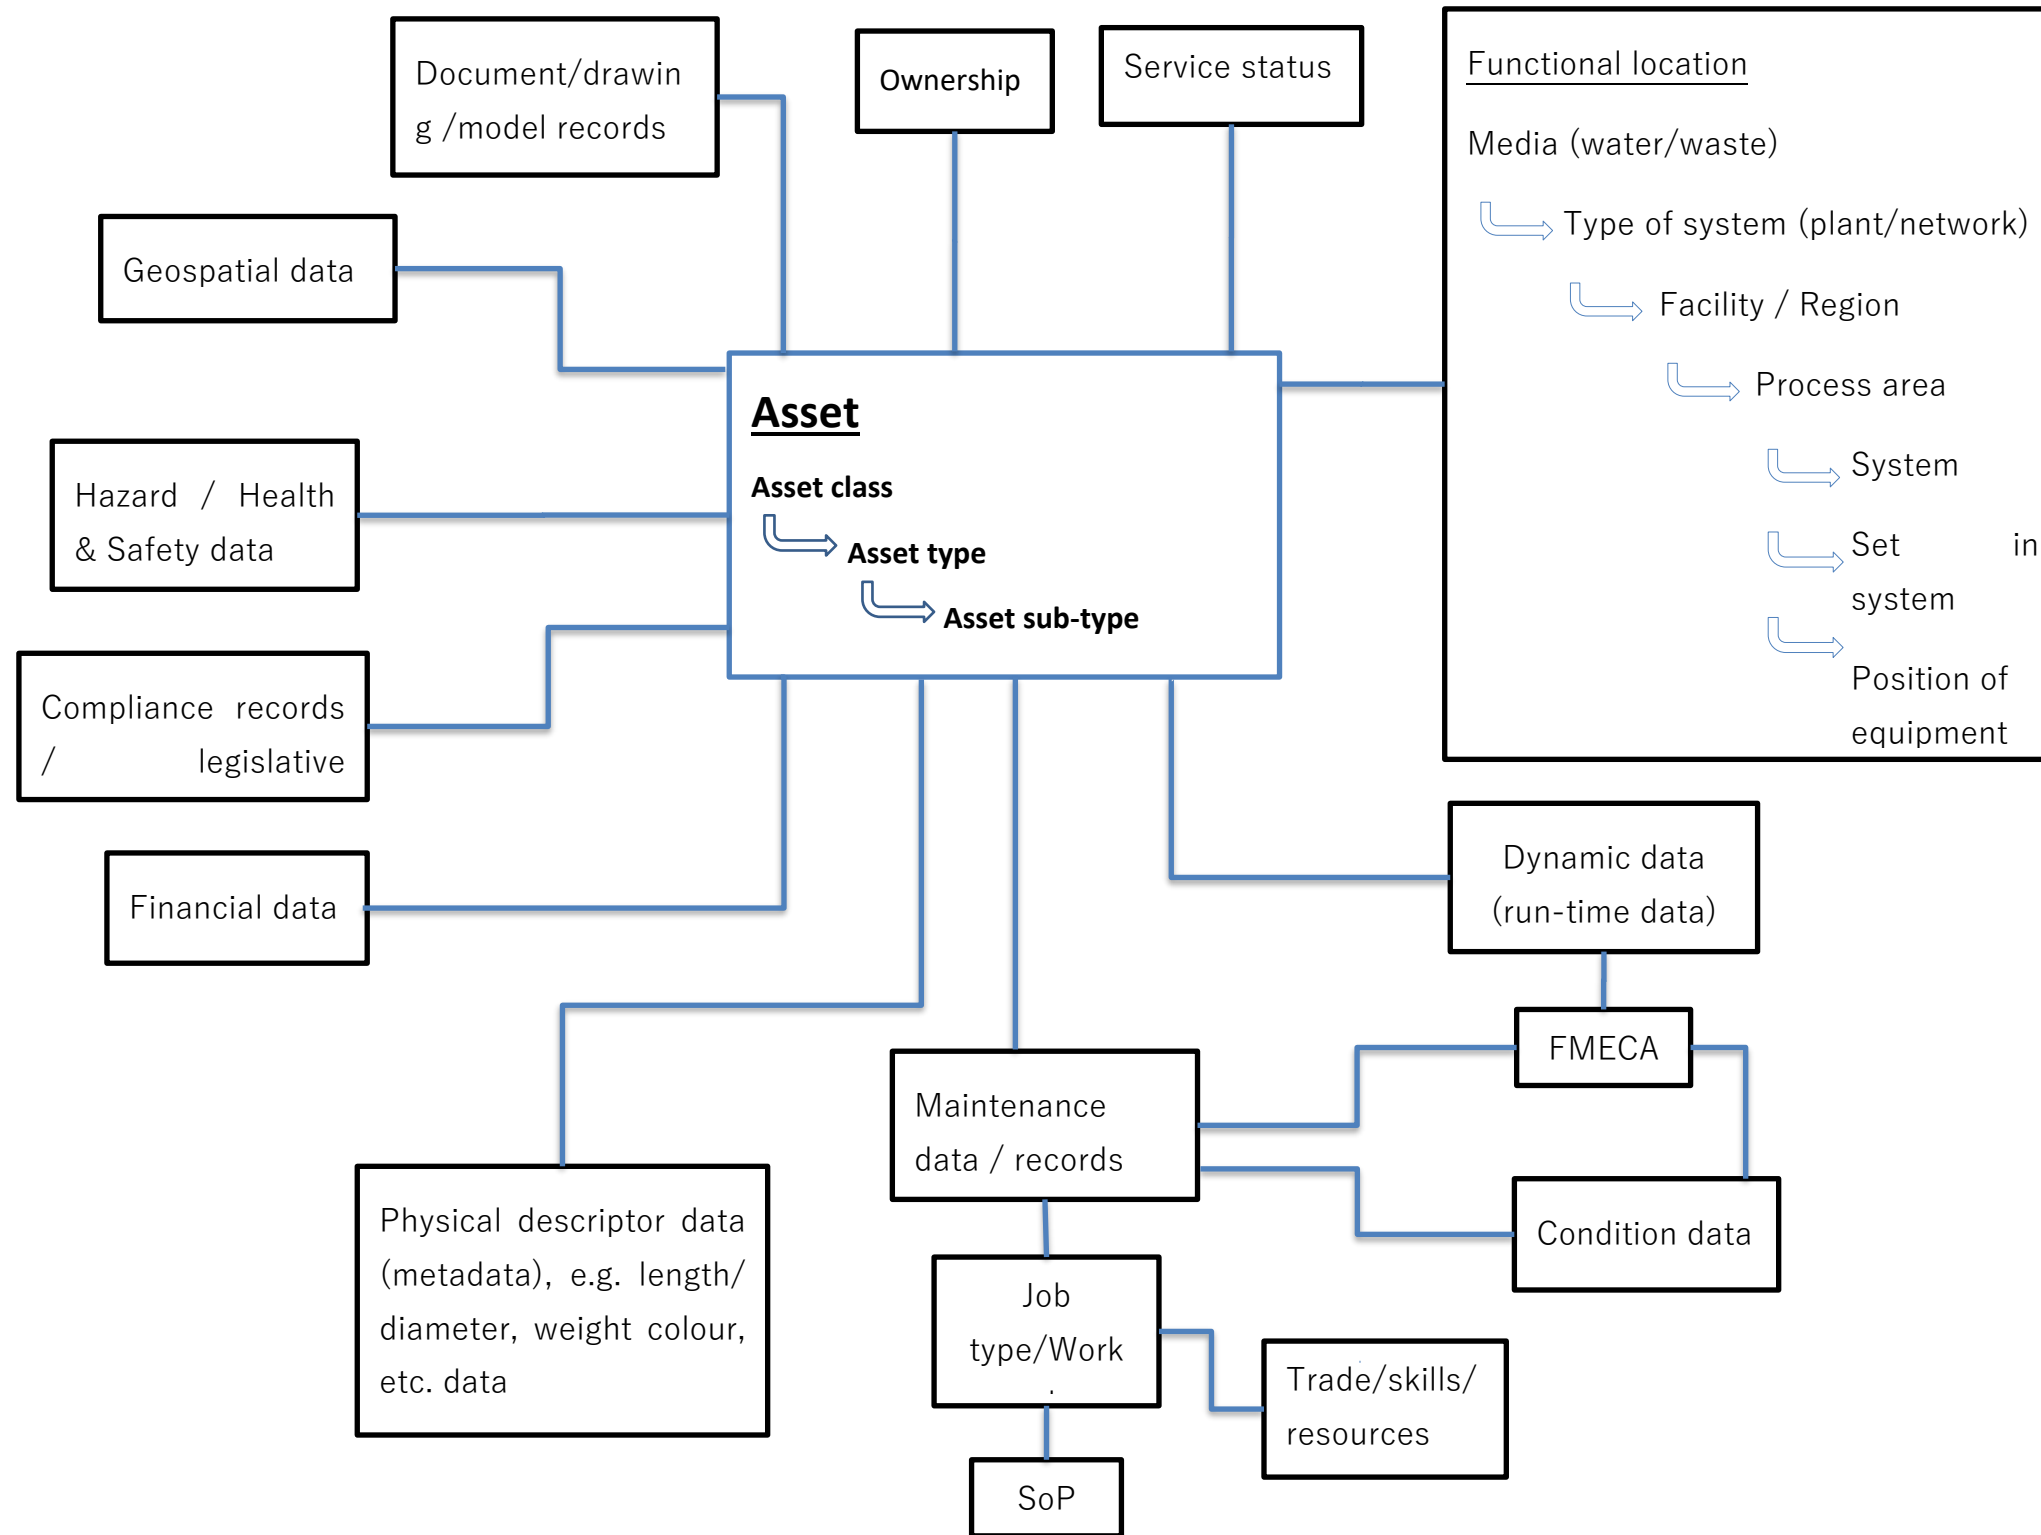 Document/drawin
g /model records
Ownership
Service status
Functional location
Media (water/waste)
Type of system (plant/network)
Facility / Region
Process area
System
Set in
system
Position of
equipment
Geospatial data
Asset
Asset class
Asset type
Asset sub-type
Hazard / Health
& Safety data
Compliance records
/ legislative
Financial data
Dynamic data
(run-time data)
FMECA
Maintenance
data / records
Condition data
Physical descriptor data
(metadata), e.g. length/
diameter, weight colour,
etc. data
Job
type/Work
Trade/skills/
resources
SoP